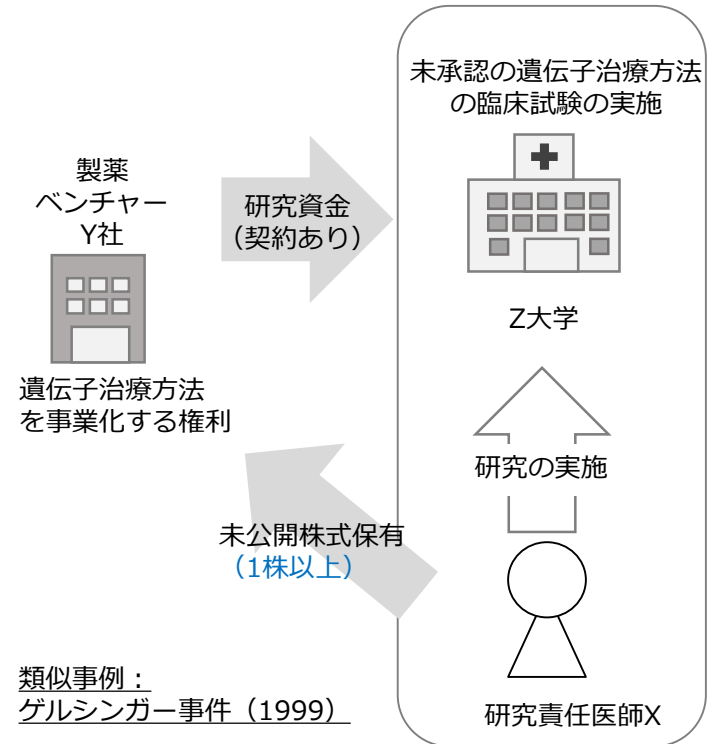 未承認の遺伝子治療方法
の臨床試験の実施
製薬
ベンチャー
Y社
研究資金
（契約あり）
Z大学
遺伝子治療方法
を事業化する権利
研究の実施
未公開株式保有
（1株以上）
類似事例：
ゲルシンガー事件（1999）
研究責任医師X